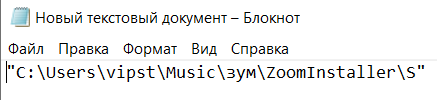 Новый текстовый документ – Блокнот
Файл Правка Формат Вид Справка
"C:\Users\vipst\Music\зум\ZoomInstaller\S"